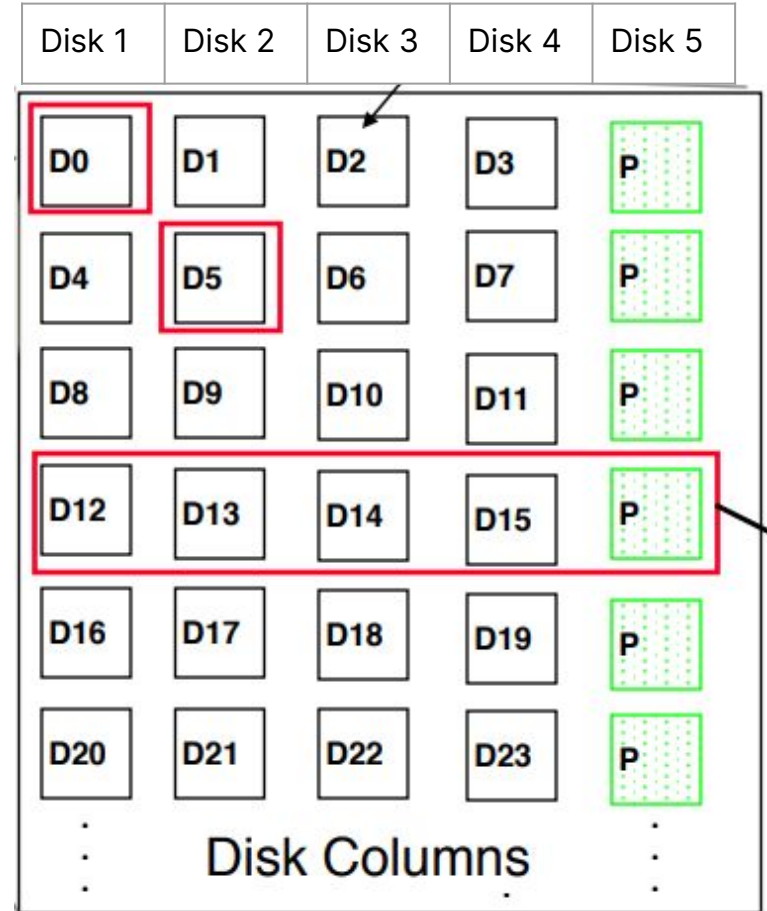 Disk 1 Disk 2 Disk 3 Disk 4 Disk 5
D0 D1 D2 D3 P
D4 D5 D6 D7 P
D8 D9 D10 D11 P
D12 D13 D14 D15 P
D16 D17 D18 D19 P
D20 D21 D22 D23 P
Disk Columns